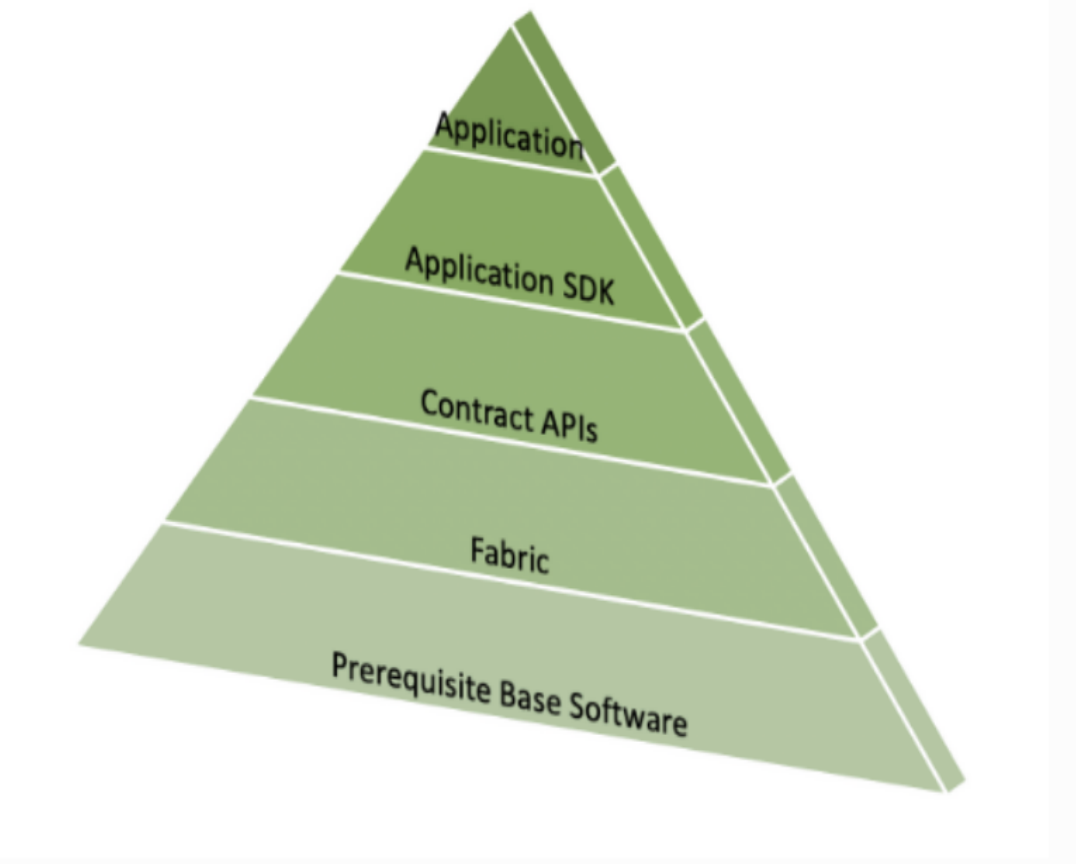 Application
Application SDK
Contract APIs
Fabric
Prerequisite Base Software